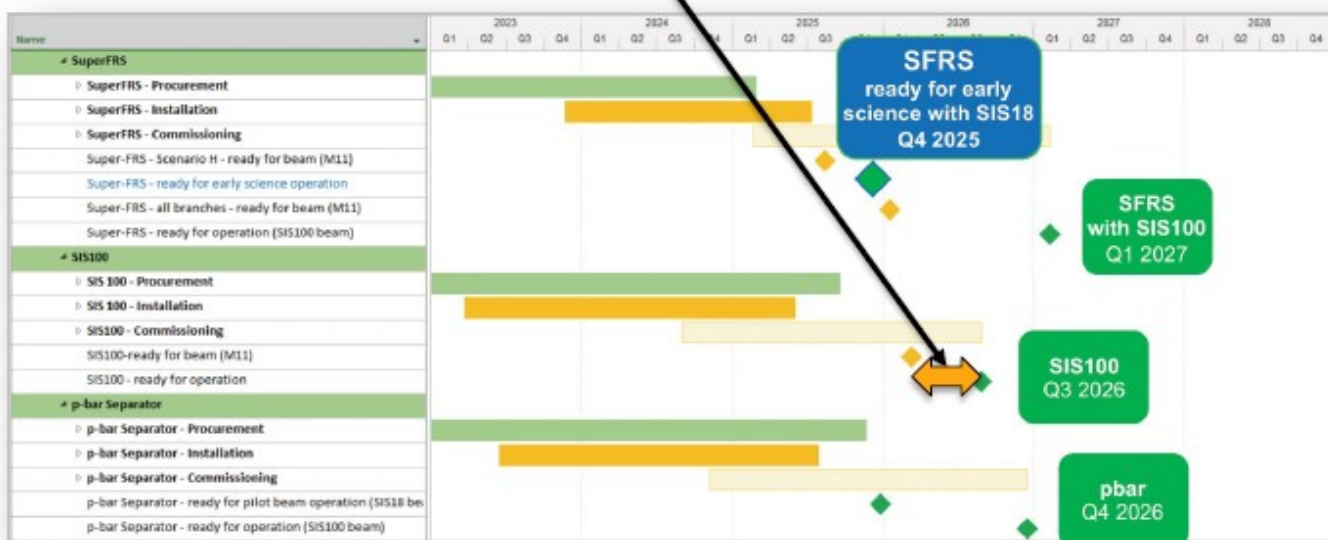 2023 2024 2025 2026 2027 2028
Name Q1 Q2 Q3 Q4 Q1 Q2 Q3 Q1 Q2 Q3 Q1 Q2 Q3 Q4 Q1 Q2 Q3 Q4
SuperFRS
SuperFRS - Procurement
SuperFRS - Installation
SuperFRS - Commissioning
Super-FRS - Scenario H - ready for beam (M11)
Super-FRS - ready for early science operation
Super-FRS - all branches - ready for beam (M11)
Super-FRS - ready for operation (SIS100 beam)
SIS100
SIS 100 - Procurement
SIS 100 - Installation
SIS100 - Commissioning
SIS100-ready for beam (M11)
SIS100 - ready for operation
p-bar Separator
p-bar Separator - Procurement
p-bar Separator - Installation
p-bar Separator - Commissioning
p-bar Separator - ready for pilot beam operation (SIS18 bea
p-bar Separator - ready for operation (SIS100 beam)
SFRS
ready for early
science with SIS18
Q4 2025
SFRS
with SIS100
Q1 2027
SIS100
Q3 2026
pbar
Q4 2026